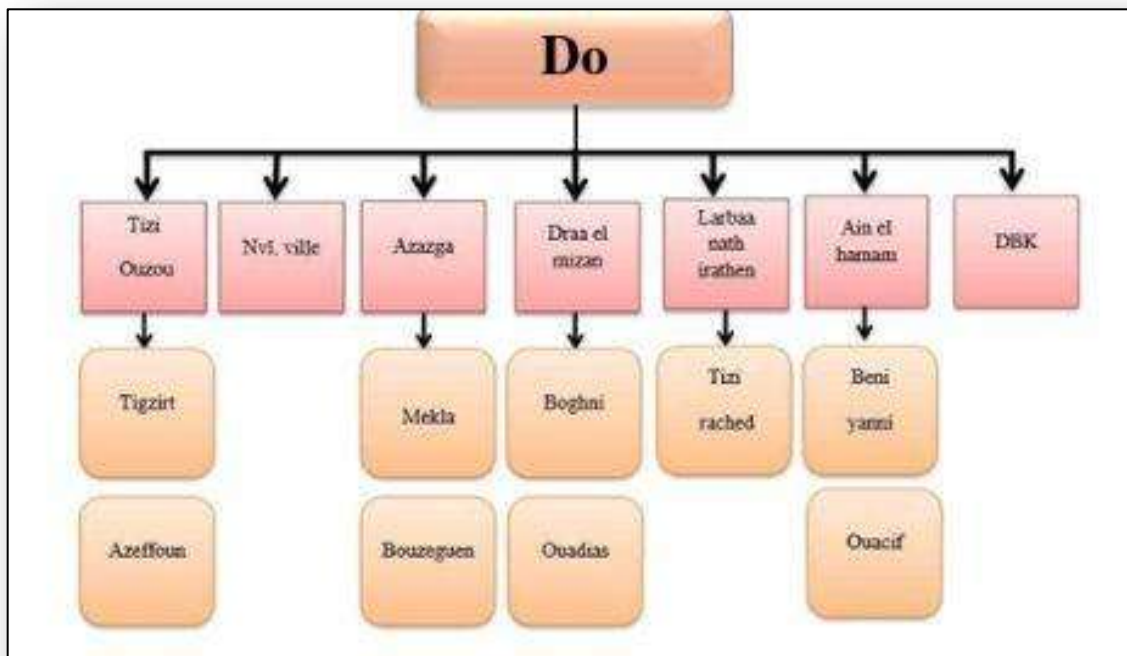 Do
Tizi
Ouzou
Nvl, ville
Azazga
Draa el
mizan
Larbaa
nath
irathen
Ain el
hamam
DBK
Tigzirt
Mekla
Boghni
Tizi
rached
Beni
yanni
Azeffoun
Bouzeguen
Ouadias
Ouacif